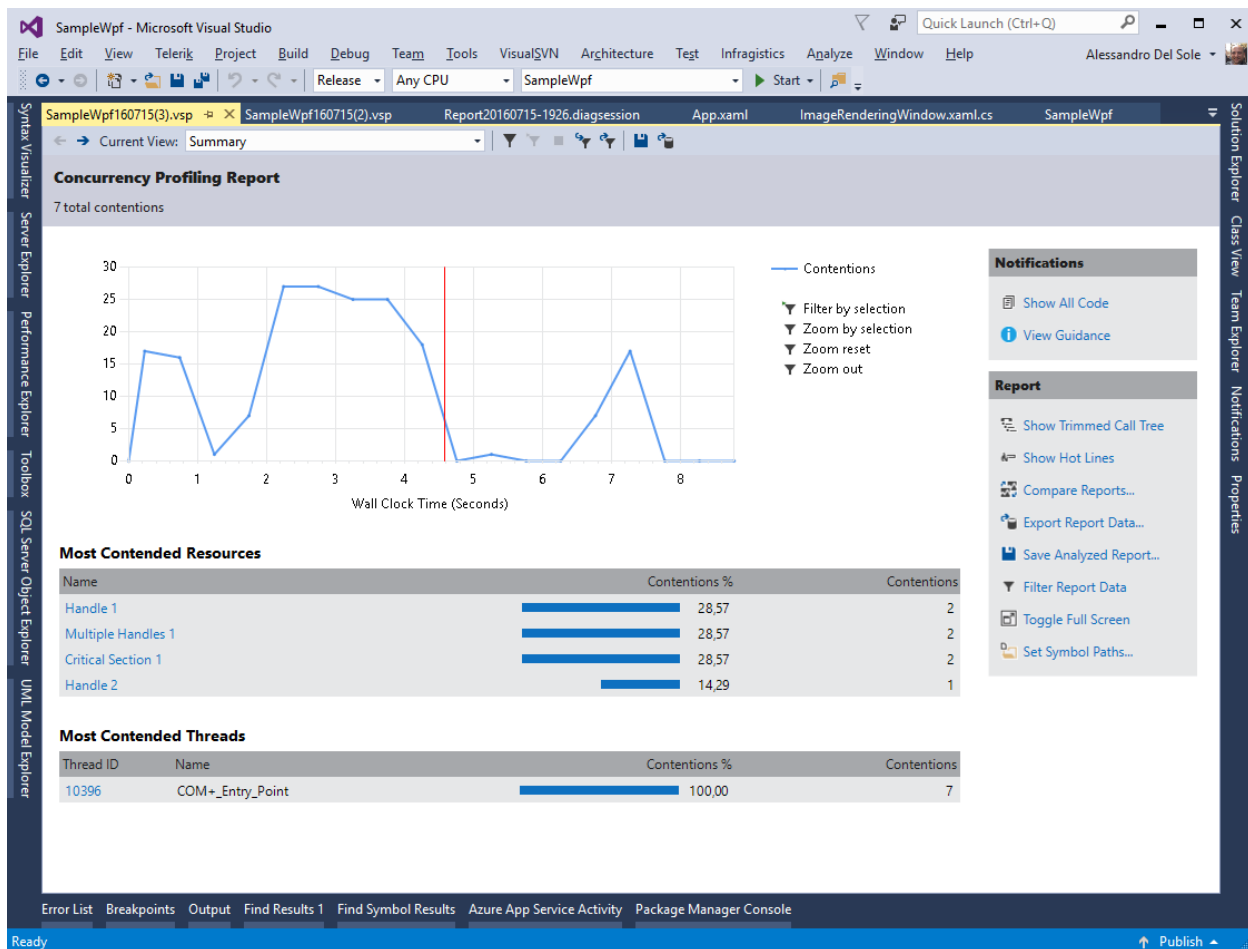 SampleWpf - Microsoft Visual Studio
Quick Launch (Ctrl+Q)
File Edit View Telerik Project Build Debug Team Tools VisualSVN Architecture Test Infragistics Analyze Window Help Alessandro Del Sole
Release Any CPU SampleWpf Start
SampleWpf160715(3).vsp SampleWpf160715(2).vsp Report20160715-1926.diagsession App.xaml ImageRenderingWindow.xaml.cs SampleWpf
Current View: Summary
Concurrency Profiling Report
7 total contentions
30
25
20
15
10
5
0
0 1 2 3 4 5 6 7 8
Wall Clock Time (Seconds)
Contentions
Filter by selection
Zoom by selection
Zoom reset
Zoom out
Most Contended Resources
Name Contentions % Contentions
Handle 1 28,57 2
Multiple Handles 1 28,57 2
Critical Section 1 28,57 2
Handle 2 14,29 1
Most Contended Threads
Thread ID Name Contentions % Contentions
10396 COM+_Entry_Point 100,00 7
Notifications
Show All Code
View Guidance
Report
Show Trimmed Call Tree
Show Hot Lines
Compare Reports...
Export Report Data...
Save Analyzed Report...
Filter Report Data
Toggle Full Screen
Set Symbol Paths...
Syntax Visualizer
Server Explorer
Performance Explorer
Toolbox
SQL Server Object Explorer
UML Model Explorer
Solution Explorer
Class View
Team Explorer
Notifications
Properties
Error List Breakpoints Output Find Results 1 Find Symbol Results Azure App Service Activity Package Manager Console
Ready Publish